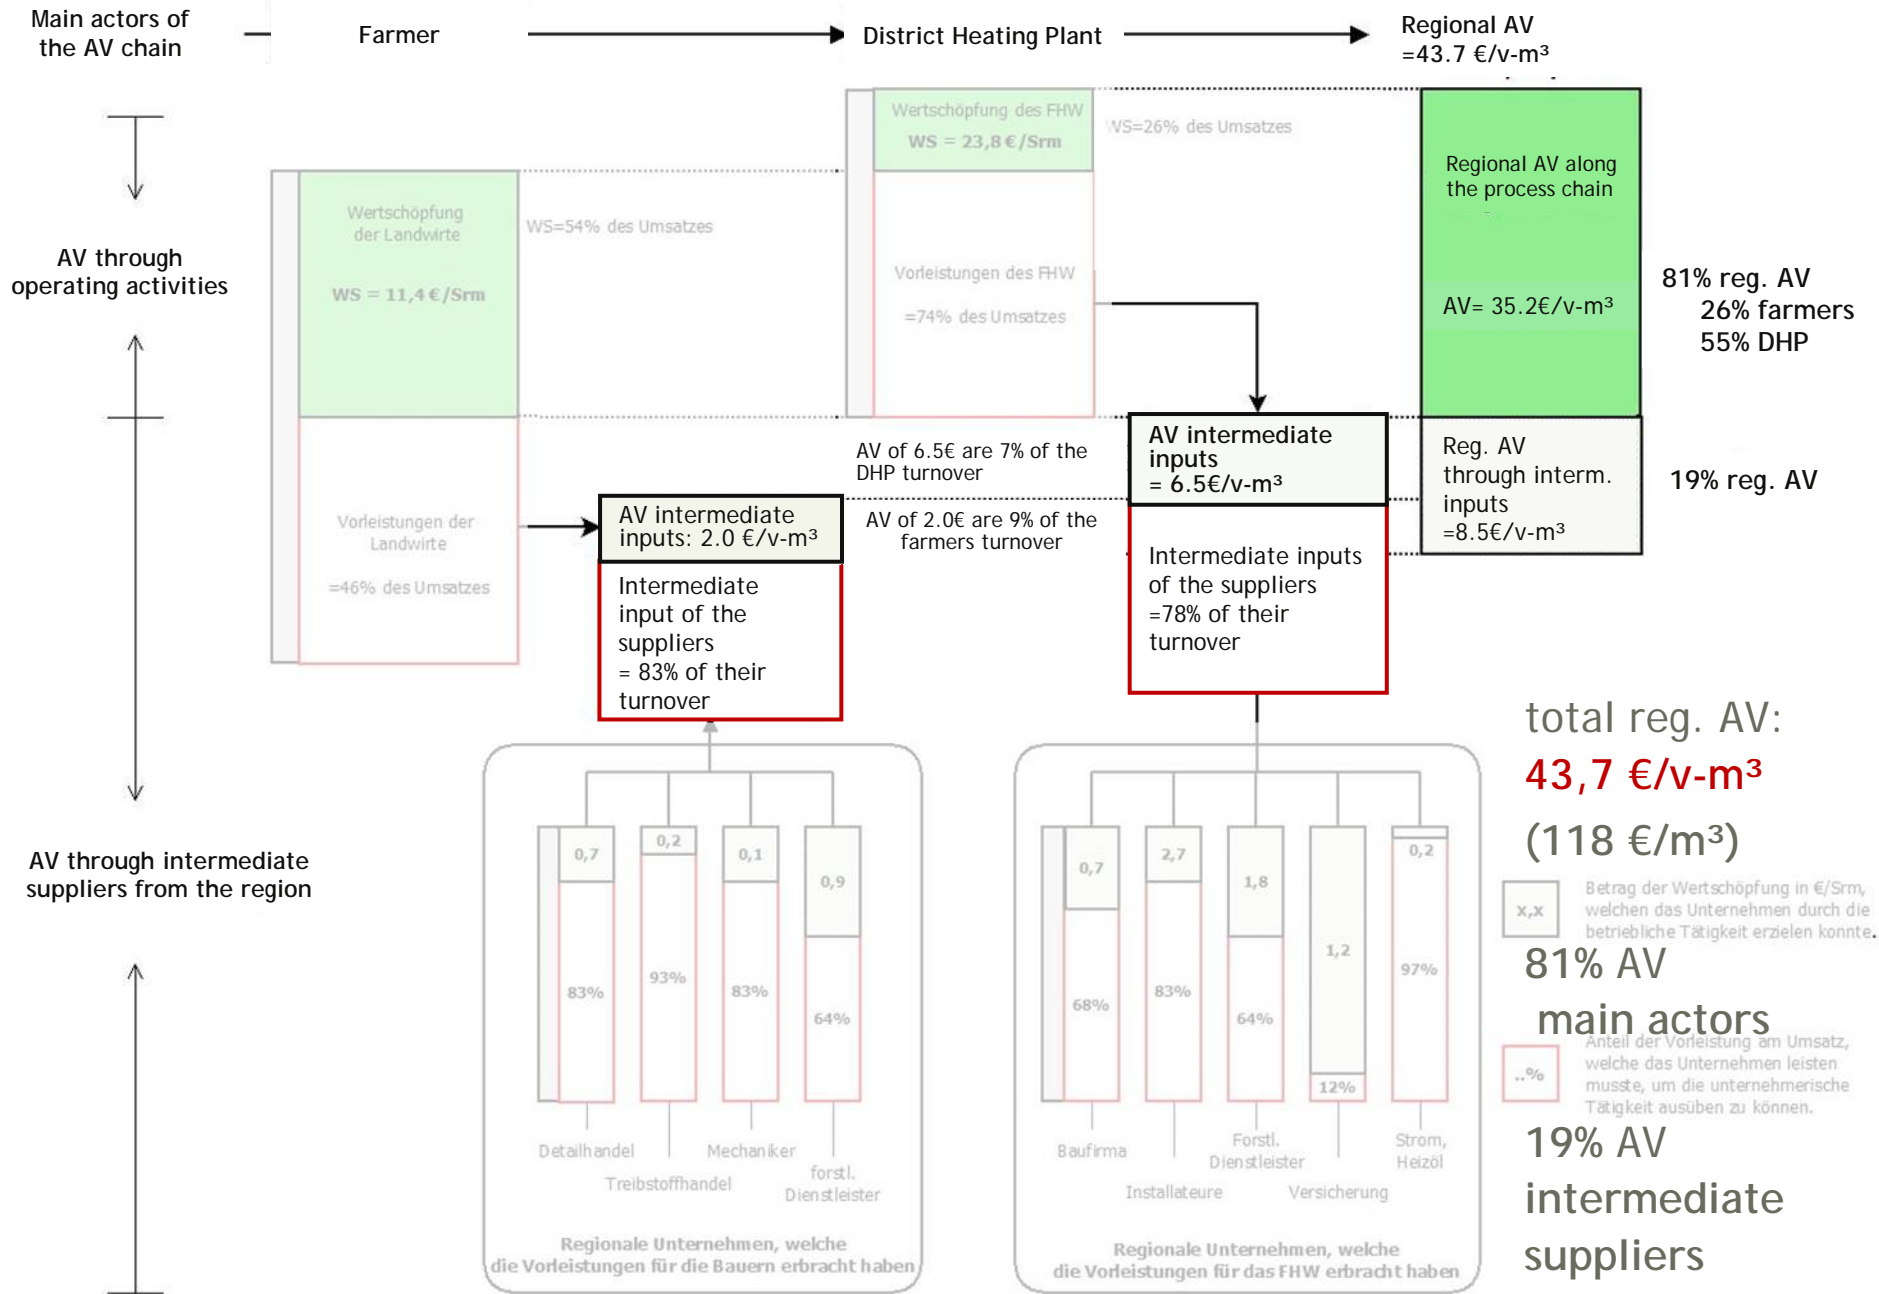 Main actors of
the AV chain
Farmer
District Heating Plant
Regional AV
=43.7 €/v-m³
Wertschöpfung des FHW
WS = 23,8 €/Srm
WS=26% des Umsatzes
Regional AV along
the process chain
AV= 35.2€/v-m³
Wertschöpfung
der Landwirte
WS = 11,4 €/Srm
WS=54% des Umsatzes
Vorleistungen des FHW
=74% des Umsatzes
AV through
operating activities
81% reg. AV
26% farmers
55% DHP
AV of 6.5€ are 7% of the
DHP turnover
AV intermediate
inputs
= 6.5€/v-m³
Reg. AV
through interm.
inputs
=8.5€/v-m³
19% reg. AV
Vorleistungen der
Landwirte
=46% des Umsatzes
AV intermediate
inputs: 2.0 €/v-m³
AV of 2.0€ are 9% of the
farmers turnover
Intermediate
input of the
suppliers
= 83% of their
turnover
Intermediate inputs
of the suppliers
=78% of their
turnover
total reg. AV:
43,7 €/v-m³
(118 €/m³)
AV through intermediate
suppliers from the region
0,7
0,2
0,1
0,9
83%
93%
83%
64%
Detailhandel
Treibstoffhandel
Mechaniker
forstl.
Dienstleister
Regionale Unternehmen, welche
die Vorleistungen für die Bauern erbracht haben
0,7
2,7
1,8
1,2
0,2
68%
83%
64%
12%
97%
Baufirma
Installateure
Forstl.
Dienstleister
Versicherung
Strom,
Heizöl
Regionale Unternehmen, welche
die Vorleistungen für das FHW erbracht haben
x,x
Betrag der Wertschöpfung in €/Srm,
welchen das Unternehmen durch die
betriebliche Tätigkeit erzielen konnte.
81% AV
main actors
..%
Anteil der Vorleistung am Umsatz,
welche das Unternehmen leisten
musste, um die unternehmerische
Tätigkeit ausüben zu können.
19% AV
intermediate
suppliers